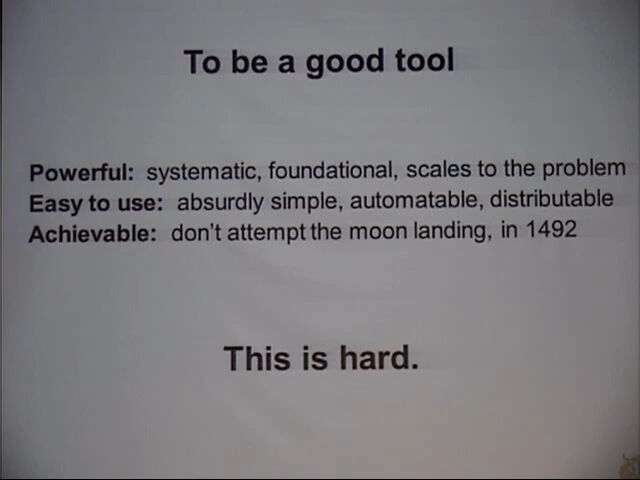 To be a good tool
Powerful: systematic, foundational, scales to the problem
Easy to use: absurdly simple, automatable, distributable
Achievable: don't attempt the moon landing, in 1492
This is hard.